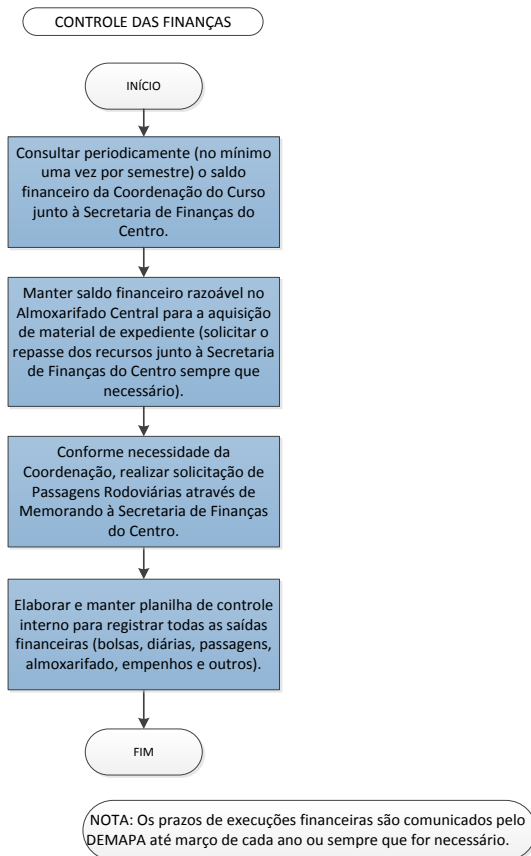 CONTROLE DAS FINANÇAS
INÍCIO
Consultar periodicamente (no mínimo
uma vez por semestre) o saldo
financeiro da Coordenação do Curso
junto à Secretaria de Finanças do
Centro.
Manter saldo financeiro razoável no
Almoxarifado Central para a aquisição
de material de expediente (solicitar o
repasse dos recursos junto à Secretaria
de Finanças do Centro sempre que
necessário).
Conforme necessidade da
Coordenação, realizar solicitação de
Passagens Rodoviárias através de
Memorando à Secretaria de Finanças
do Centro.
Elaborar e manter planilha de controle
interno para registrar todas as saídas
financeiras (bolsas, diárias, passagens,
almoxarifado, empenhos e outros).
FIM
NOTA: Os prazos de execuções financeiras são comunicados pelo
DEMAPA até março de cada ano ou sempre que for necessário.